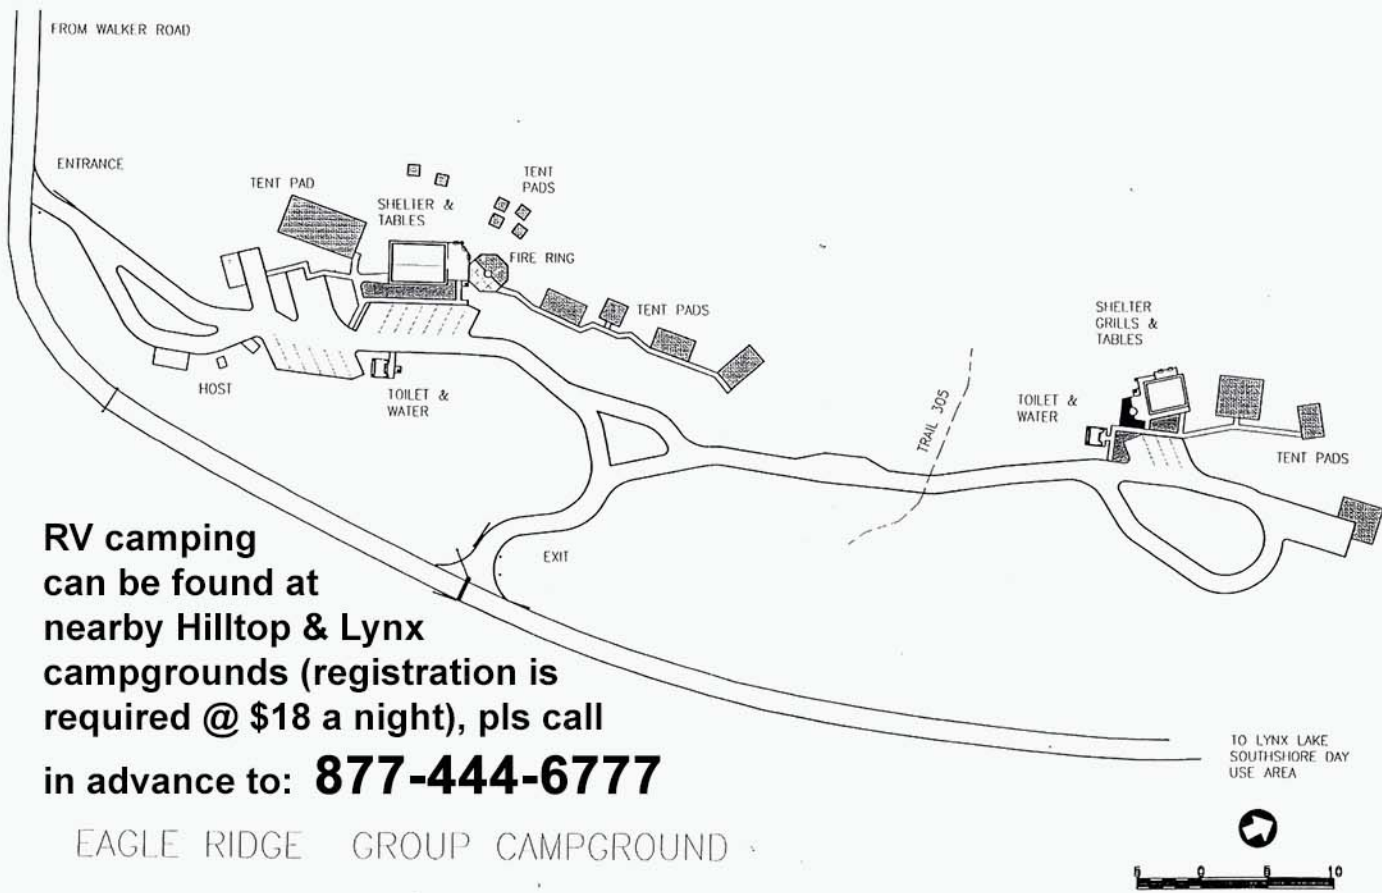 FROM WALKER ROAD
ENTRANCE
TENT PAD
SHELTER &
TABLES
TENT
PADS
FIRE RING
TENT PADS
HOST
TOILET &
WATER
SHELTER
GRILLS &
TABLES
TRAIL 305
TOILET &
WATER
TENT PADS
EXIT
RV camping
can be found at
nearby Hilltop & Lynx
campgrounds (registration is
required @ $18 a night), pls call
in advance to: 877-444-6777
TO LYNX LAKE
SOUTHSHORE DAY
USE AREA
EAGLE RIDGE GROUP CAMPGROUND
5 0 5 10